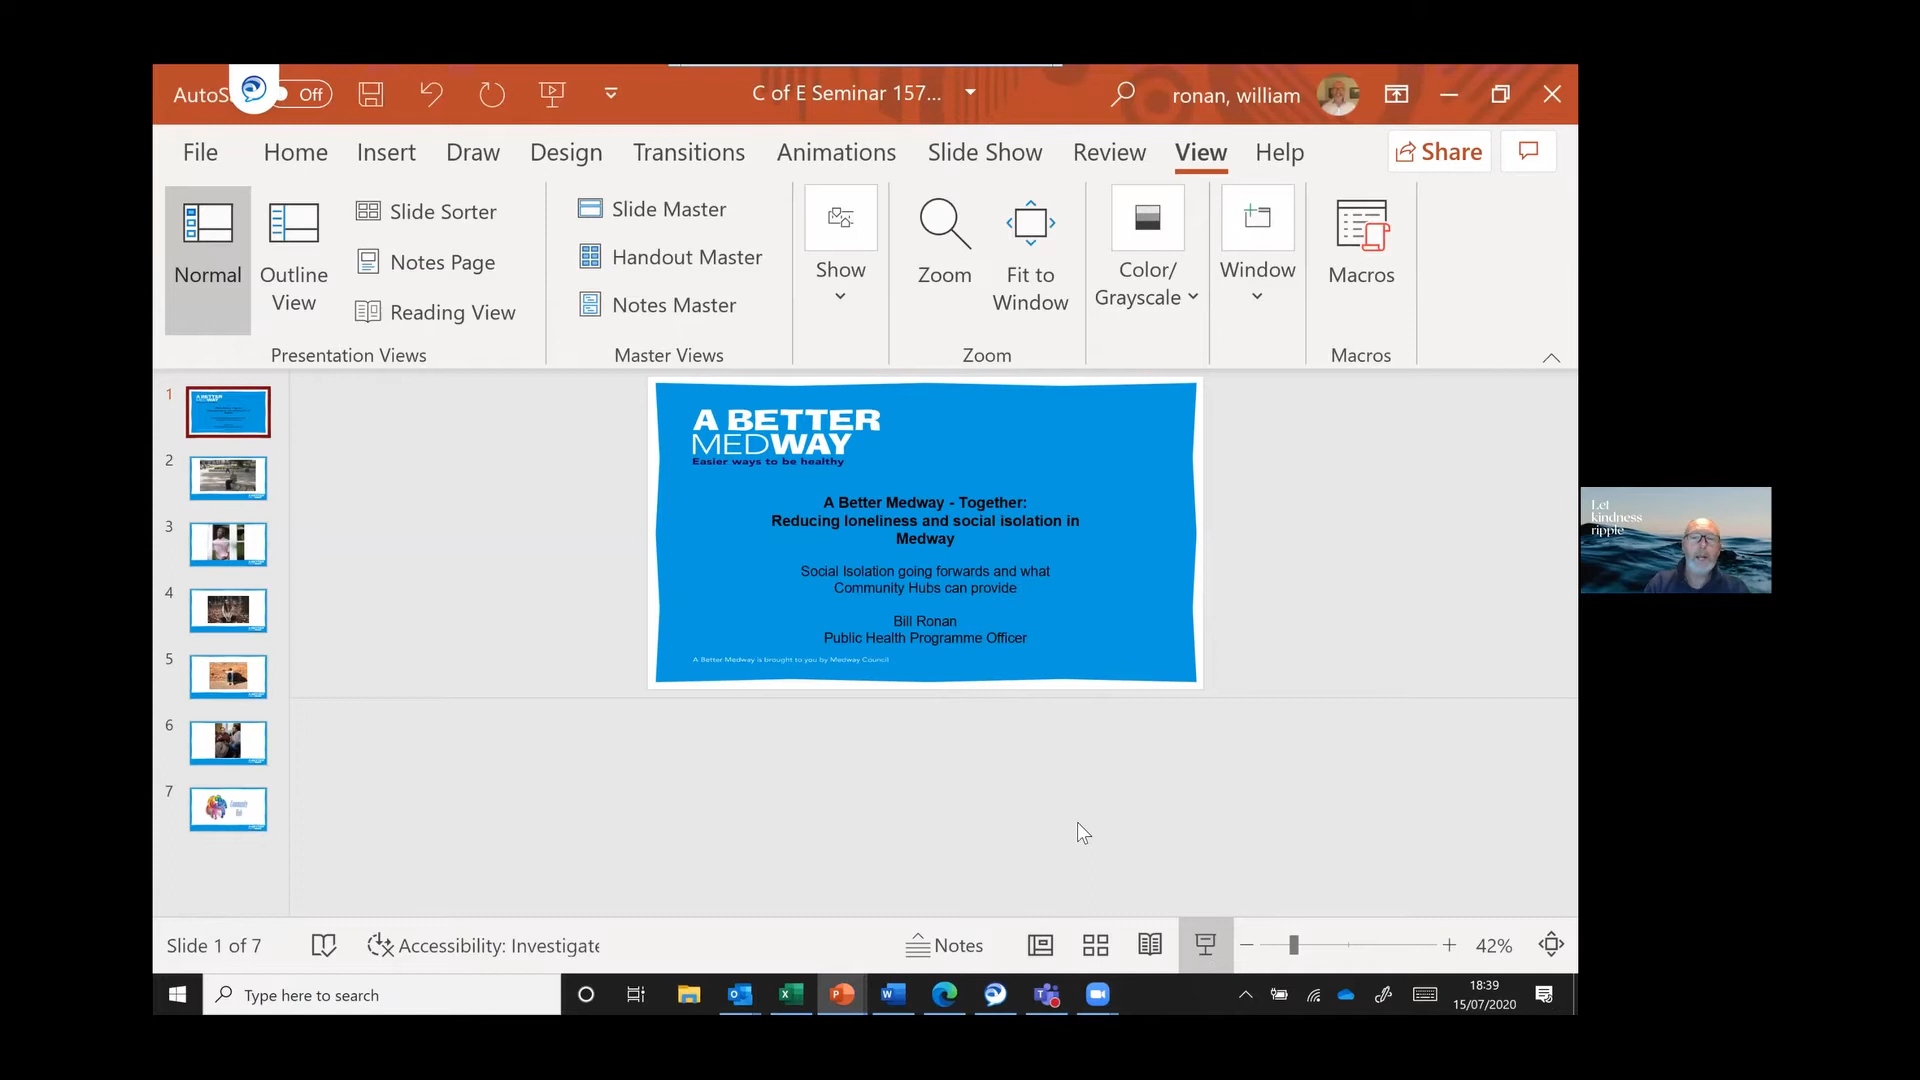 AutoS
Off
C of E Seminar 157...
ronan, william
File
Home
Insert
Draw
Design
Transitions
Animations
Slide Show
Review
View
Help
Share
Normal
Outline
View
Slide Sorter
Notes Page
Reading View
Presentation Views
Slide Master
Handout Master
Notes Master
Master Views
Show
Zoom
Fit to
Window
Zoom
Color/
Grayscale
Window
Macros
Macros
1
2
3
4
5
6
7
A BETTER
MEDWAY
Easier ways to be healthy
A Better Medway - Together:
Reducing loneliness and social isolation in
Medway
Social Isolation going forwards and what
Community Hubs can provide
Bill Ronan
Public Health Programme Officer
A Better Medway is brought to you by Medway Council
Let
kindness
ripple
Slide 1 of 7
Accessibility: Investigate
Notes
42%
Type here to search
18:39
15/07/2020